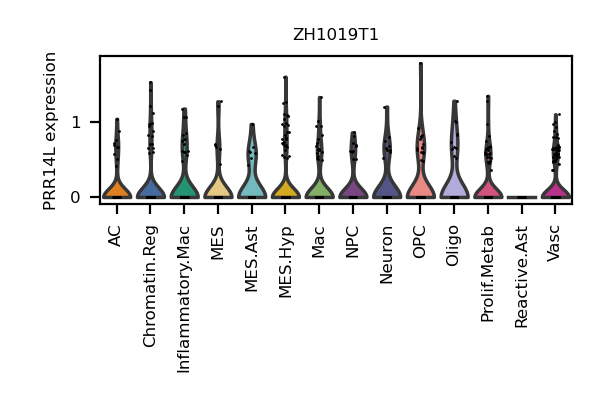 ZH1019T1
PRR14L expression
1
0
AC
Chromatin.Reg
Inflammatory.Mac
MES
MES.Ast
MES.Hyp
Mac
NPC
Neuron
OPC
Oligo
Prolif.Metab
Reactive.Ast
Vasc